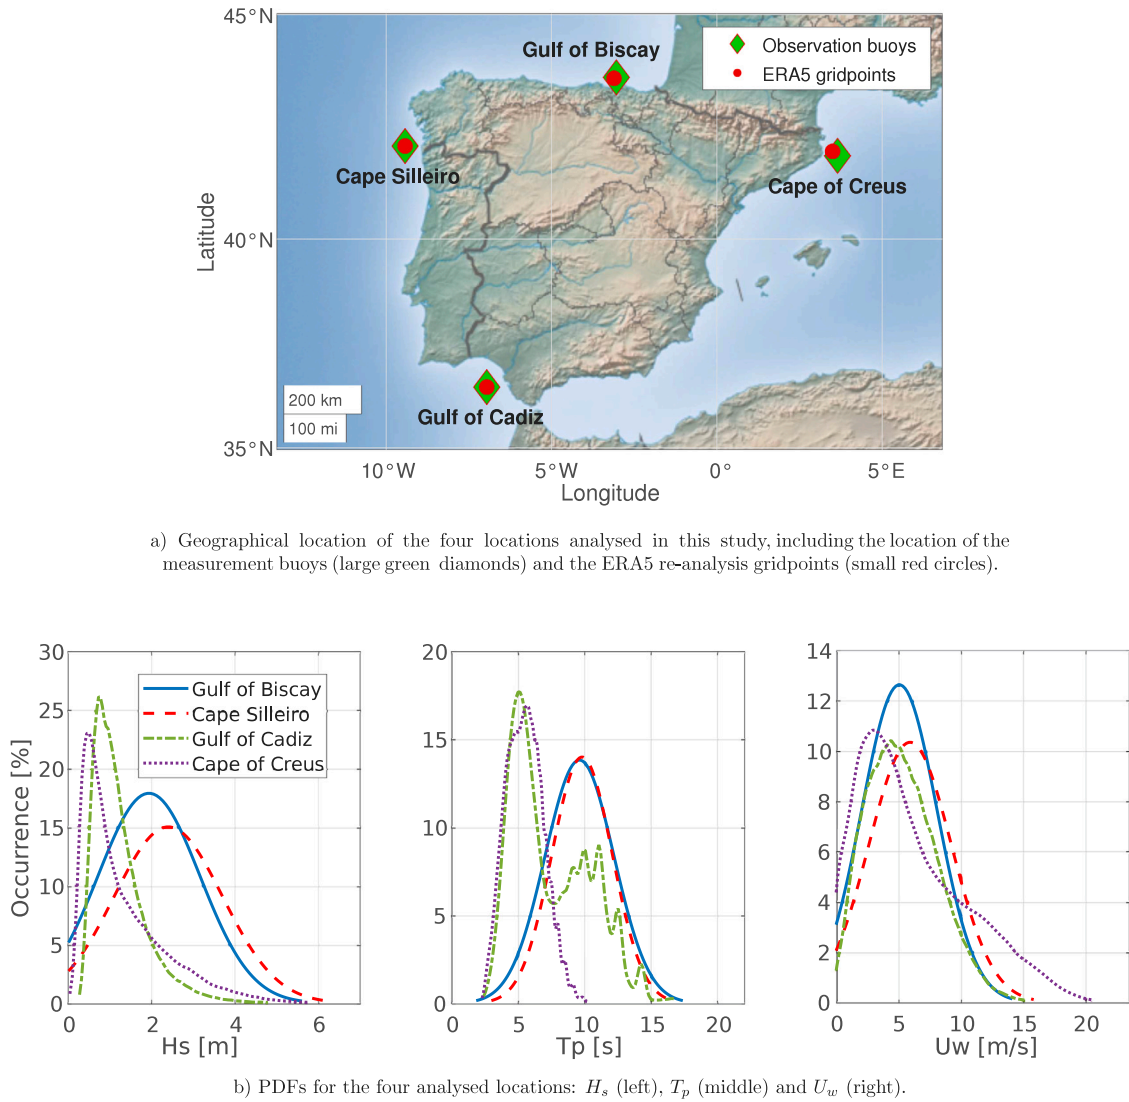 45°N
Gulf of Biscay
Observation buoys
ERA5 gridpoints
Cape Silleiro
Cape of Creus
Latitude
40°N
Gulf of Cadiz
200 km
100 mi
35°N
10°W 5°W 0° 5°E
Longitude
a) Geographical location of the four locations analysed in this study, including the location of the
measurement buoys (large green diamonds) and the ERA5 re-analysis gridpoints (small red circles).
Occurrence [%]
30
25
20
15
10
5
0
Gulf of Biscay
Cape Silleiro
Gulf of Cadiz
Cape of Creus
0 2 4 6
Hs [m]
20
15
10
5
0
0 5 10 15 20
Tp [s]
14
12
10
8
6
4
2
0
0 5 10 15 20
Uw [m/s]
b) PDFs for the four analysed locations: Hs (left), Tp (middle) and Uw (right).